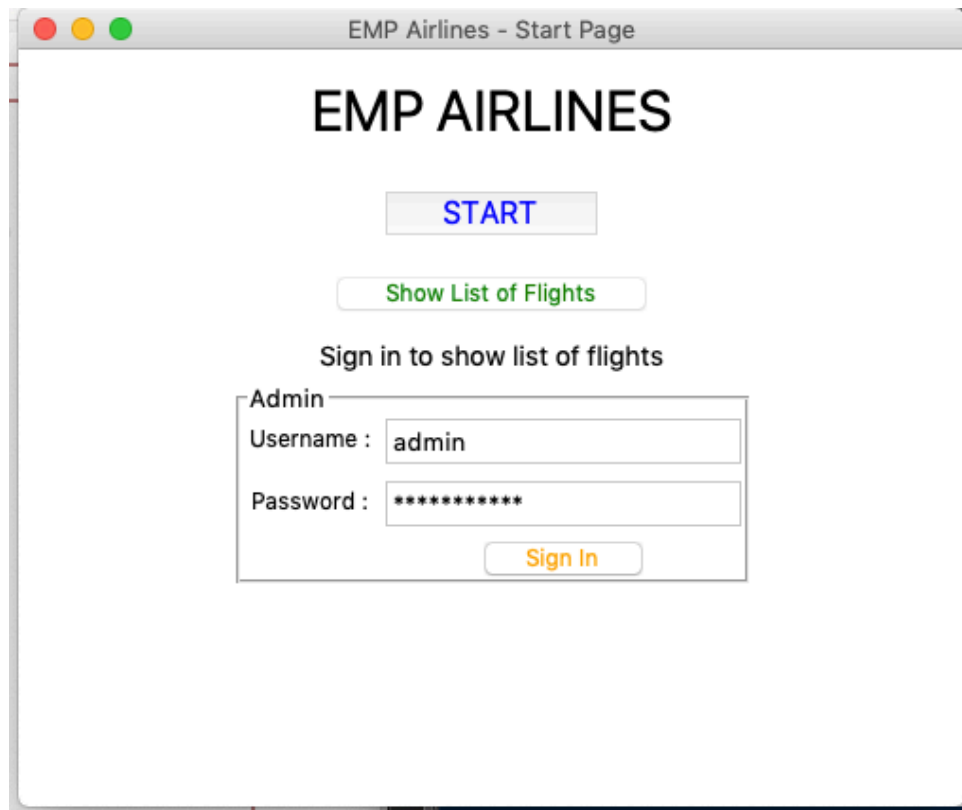 EMP Airlines - Start Page
EMP AIRLINES
START
Show List of Flights
Sign in to show list of flights
Admin
Username : admin
Password : ***********
Sign In